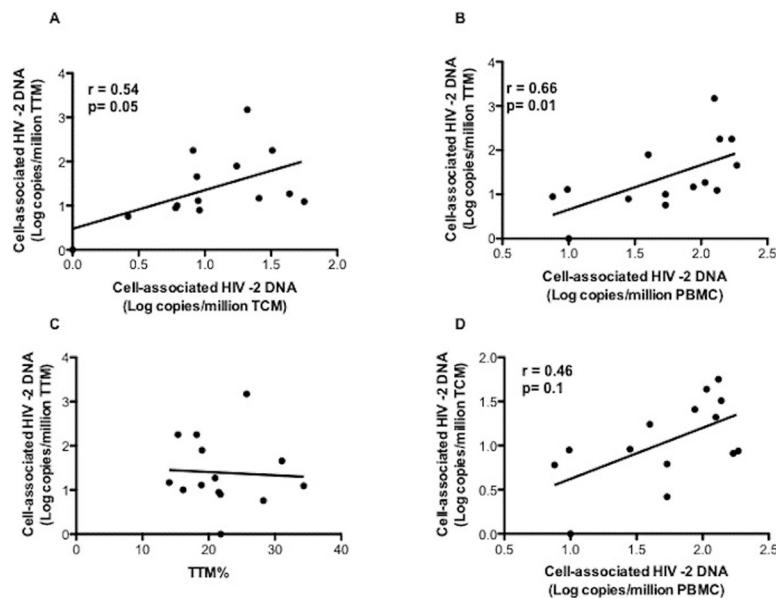 A
r = 0.54
p= 0.05
Cell-associated HIV -2 DNA
(Log copies/million TTM)
4
3
2
1
0
0.0 0.5 1.0 1.5 2.0
Cell-associated HIV -2 DNA
(Log copies/million TCM)
B
r = 0.66
p= 0.01
Cell-associated HIV -2 DNA
(Log copies/million TTM)
4
3
2
1
0
0.5 1.0 1.5 2.0 2.5
Cell-associated HIV -2 DNA
(Log copies/million PBMC)
C
Cell-associated HIV -2 DNA
(Log copies/million TTM)
4
3
2
1
0
0 10 20 30 40
TTM%
D
r = 0.46
p= 0.1
Cell-associated HIV -2 DNA
(Log copies/million TCM)
2.0
1.5
1.0
0.5
0.0
0.5 1.0 1.5 2.0 2.5
Cell-associated HIV -2 DNA
(Log copies/million PBMC)